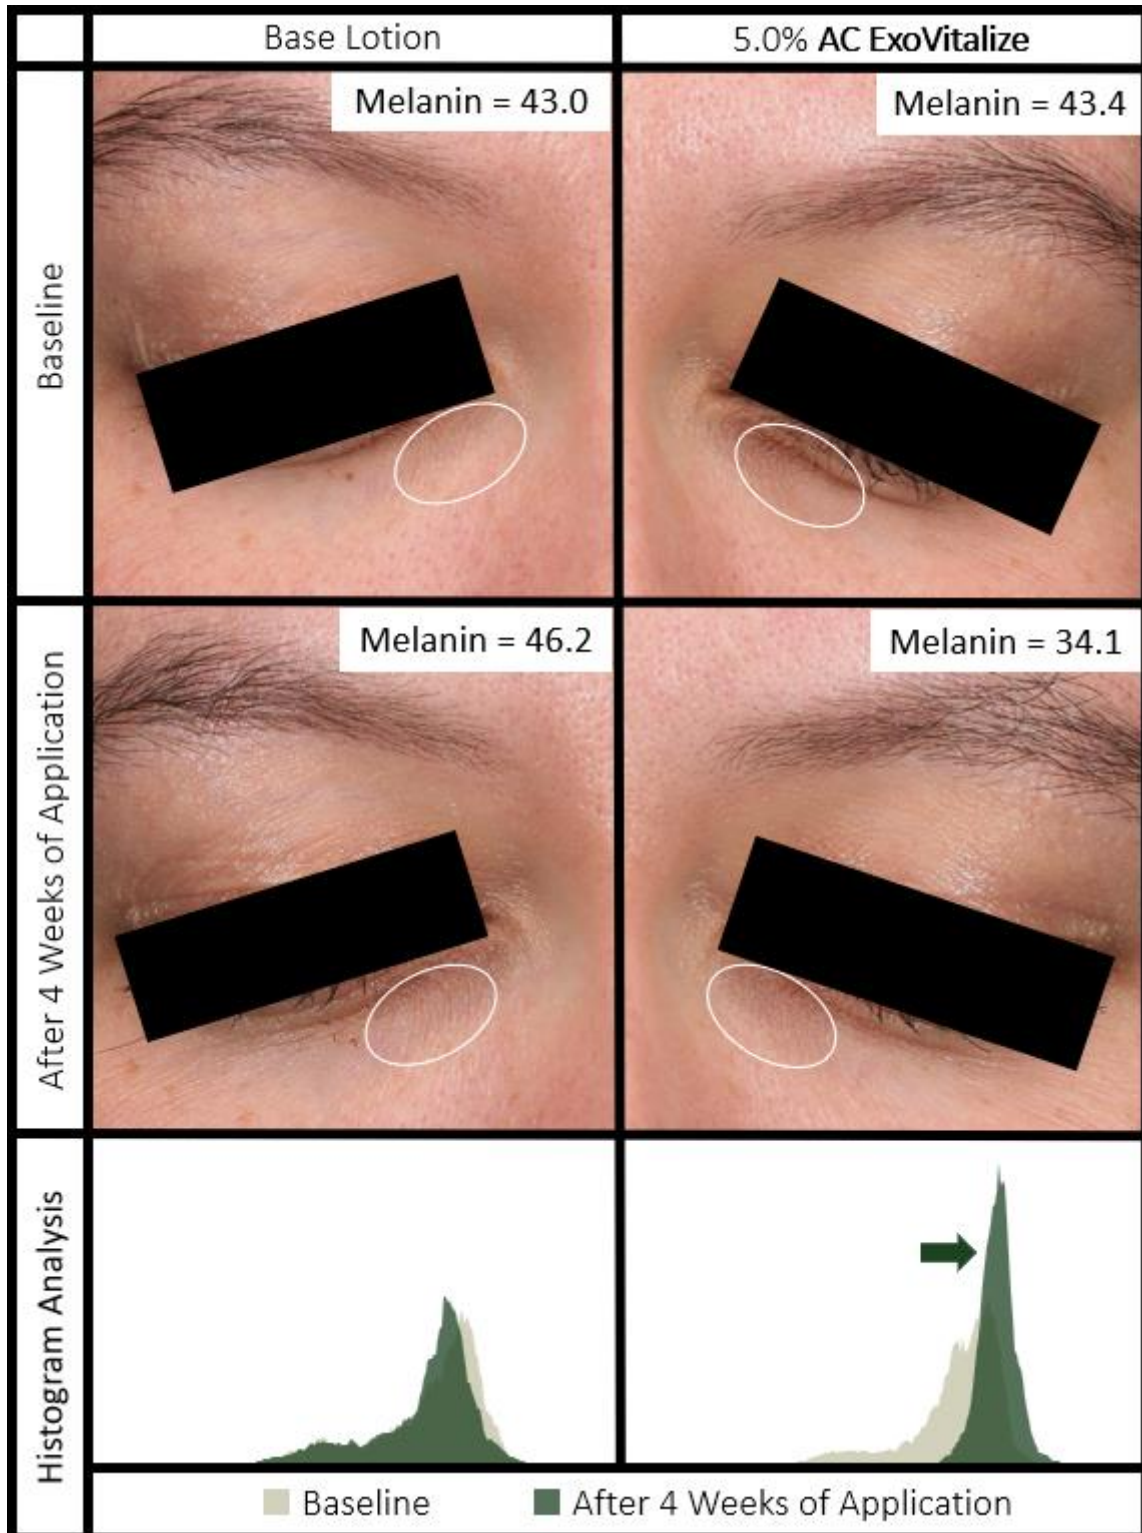 Base Lotion
5.0% AC ExoVitalize
Baseline
Melanin = 43.0
Melanin = 43.4
After 4 Weeks of Application
Melanin = 46.2
Melanin = 34.1
Histogram Analysis
Baseline
After 4 Weeks of Application